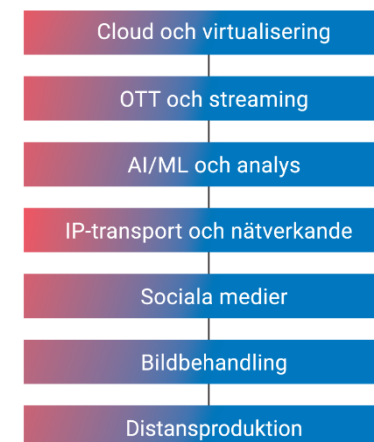 Cloud och virtualisering
OTT och streaming
AI/ML och analys
IP-transport och nätverkande
Sociala medier
Bildbehandling
Distansproduktion